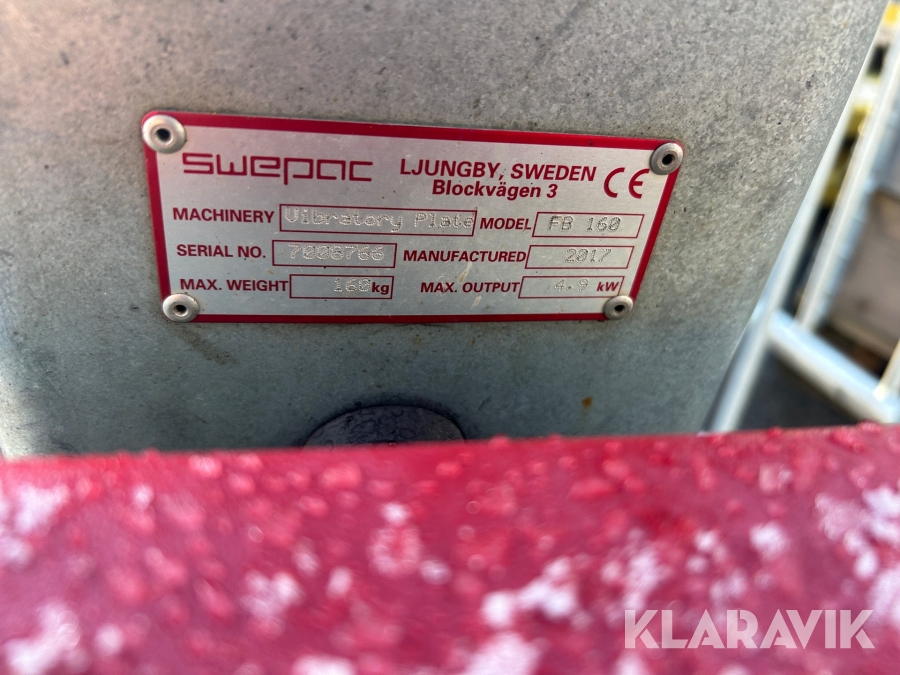 swepac LJUNGBY, SWEDEN
Blockvägen 3 CE
MACHINERY Vibratory Plate MODEL FB 160
SERIAL NO. 7006766 MANUFACTURED 2017
MAX. WEIGHT 160 kg MAX. OUTPUT 4.9 kW
KLARAVIK